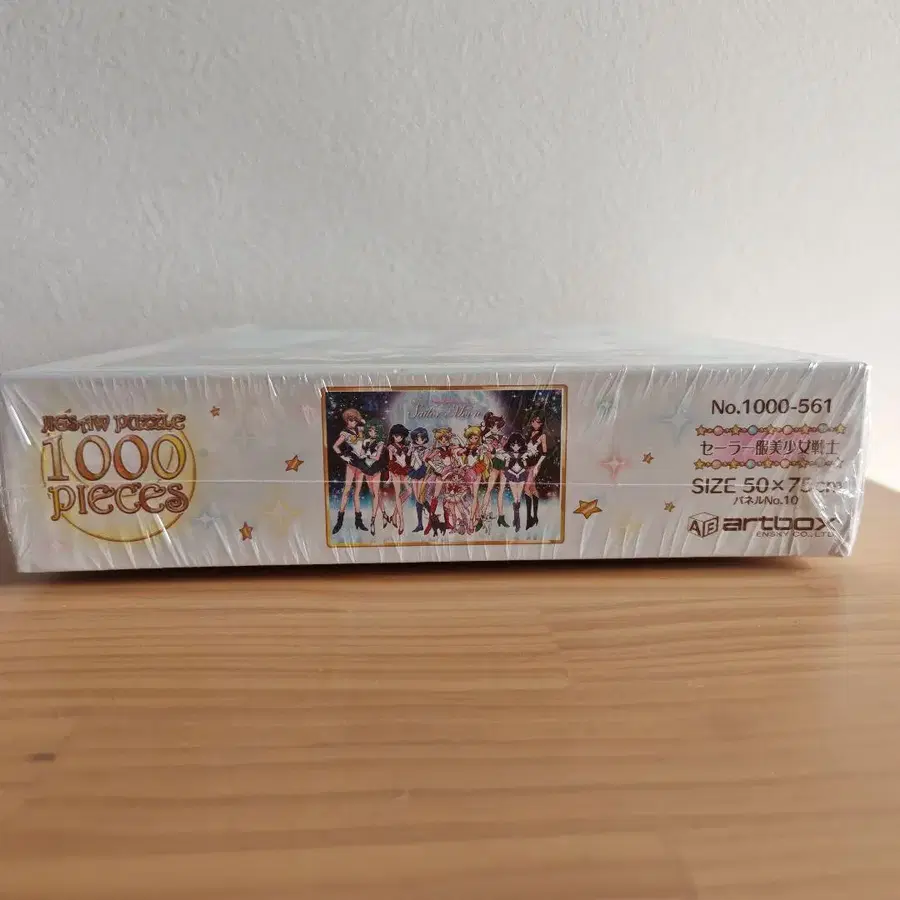 JIGSAW PUZZLE
1000
PIECES
Sailor Moon
No.1000-561
セーラー服美少女戦士
SIZE 50×75cm
パネルNo.10
AB artbox
ENSKY CO.,LTD